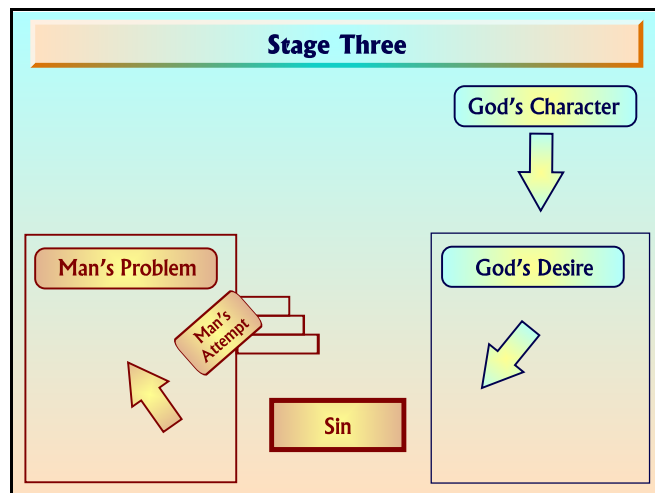 Stage Three
God's Character
Man's Problem
God's Desire
Man's
Attempt
Sin